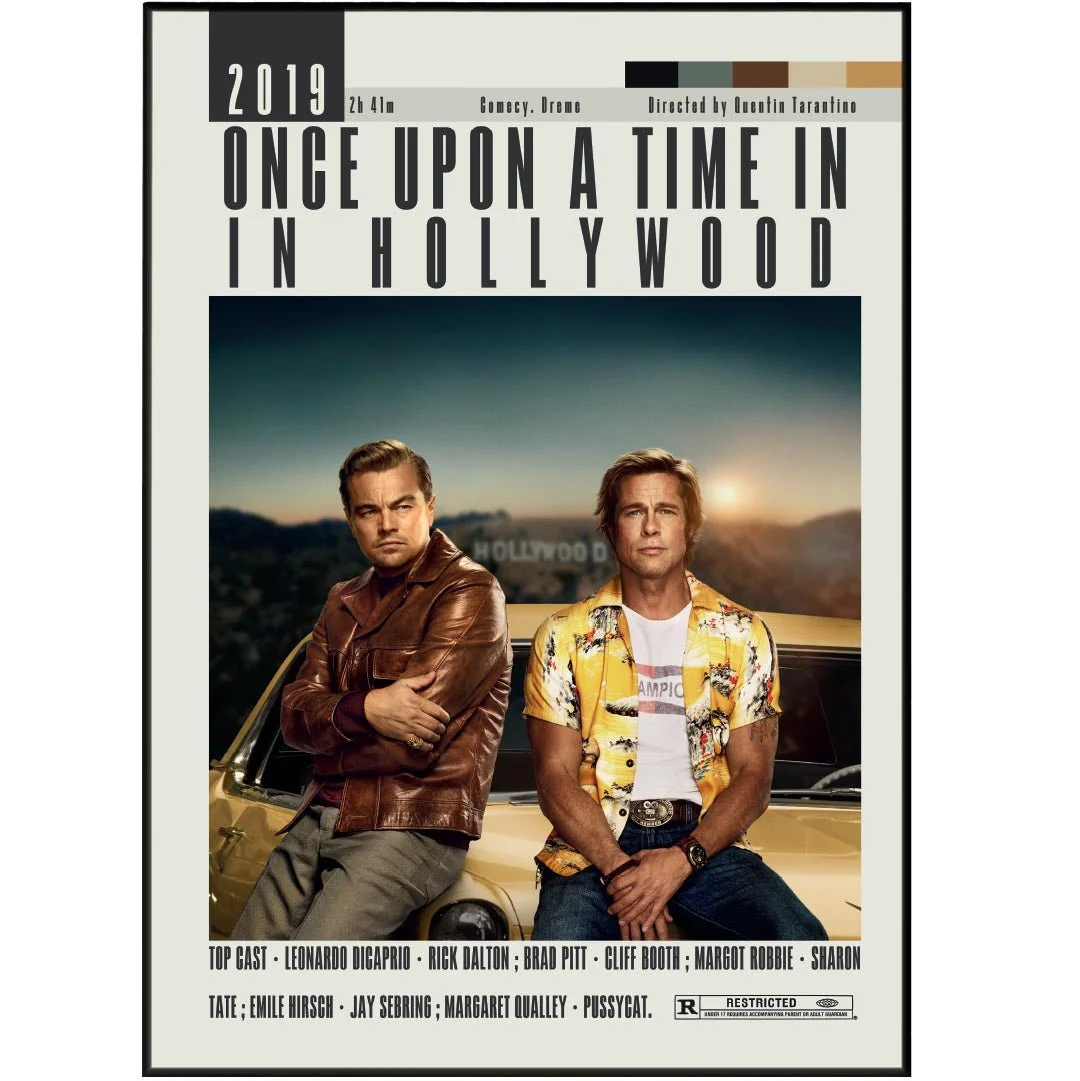 2019
2h 41m Comecy. Dreme Directed by Quentin Tarantino
ONCE UPON A TIME IN
IN HOLLYWOOD
HOLLYWOOD
AMPIO
TOP CAST · LEONARDO DICAPRIO · RICK DALTON ; BRAD PITT · CLIFF BOOTH ; MARGOT ROBBIE · SHARON
TATE ; EMILE HIRSCH · JAY SEBRING ; MARGARET QUALLEY · PUSSYCAT.
R RESTRICTED
UNDER 17 REQUIRES ACCOMPANYING PARENT OR ADULT GUARDIAN